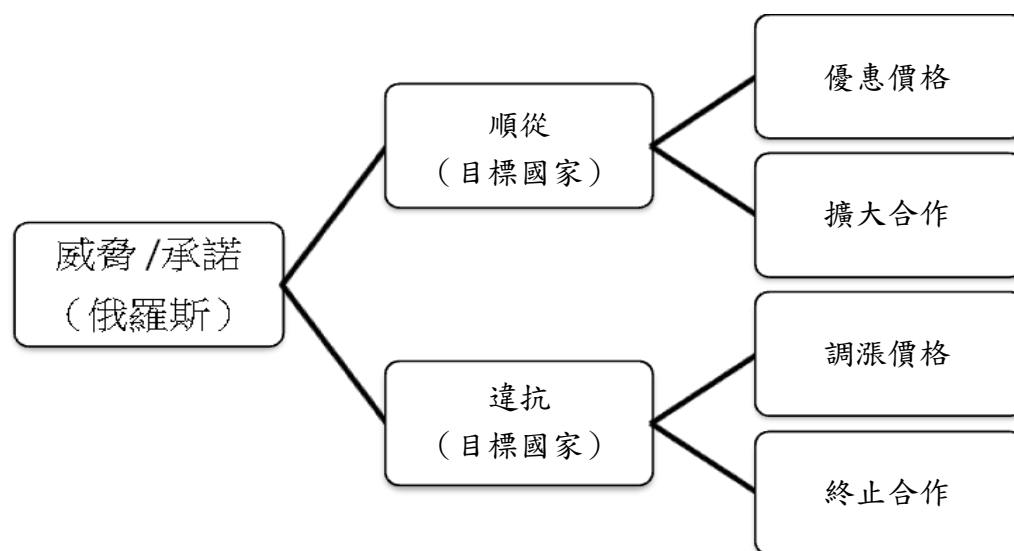 威脅/承諾
（俄羅斯）
順從
（目標國家）
違抗
（目標國家）
優惠價格
擴大合作
調漲價格
終止合作